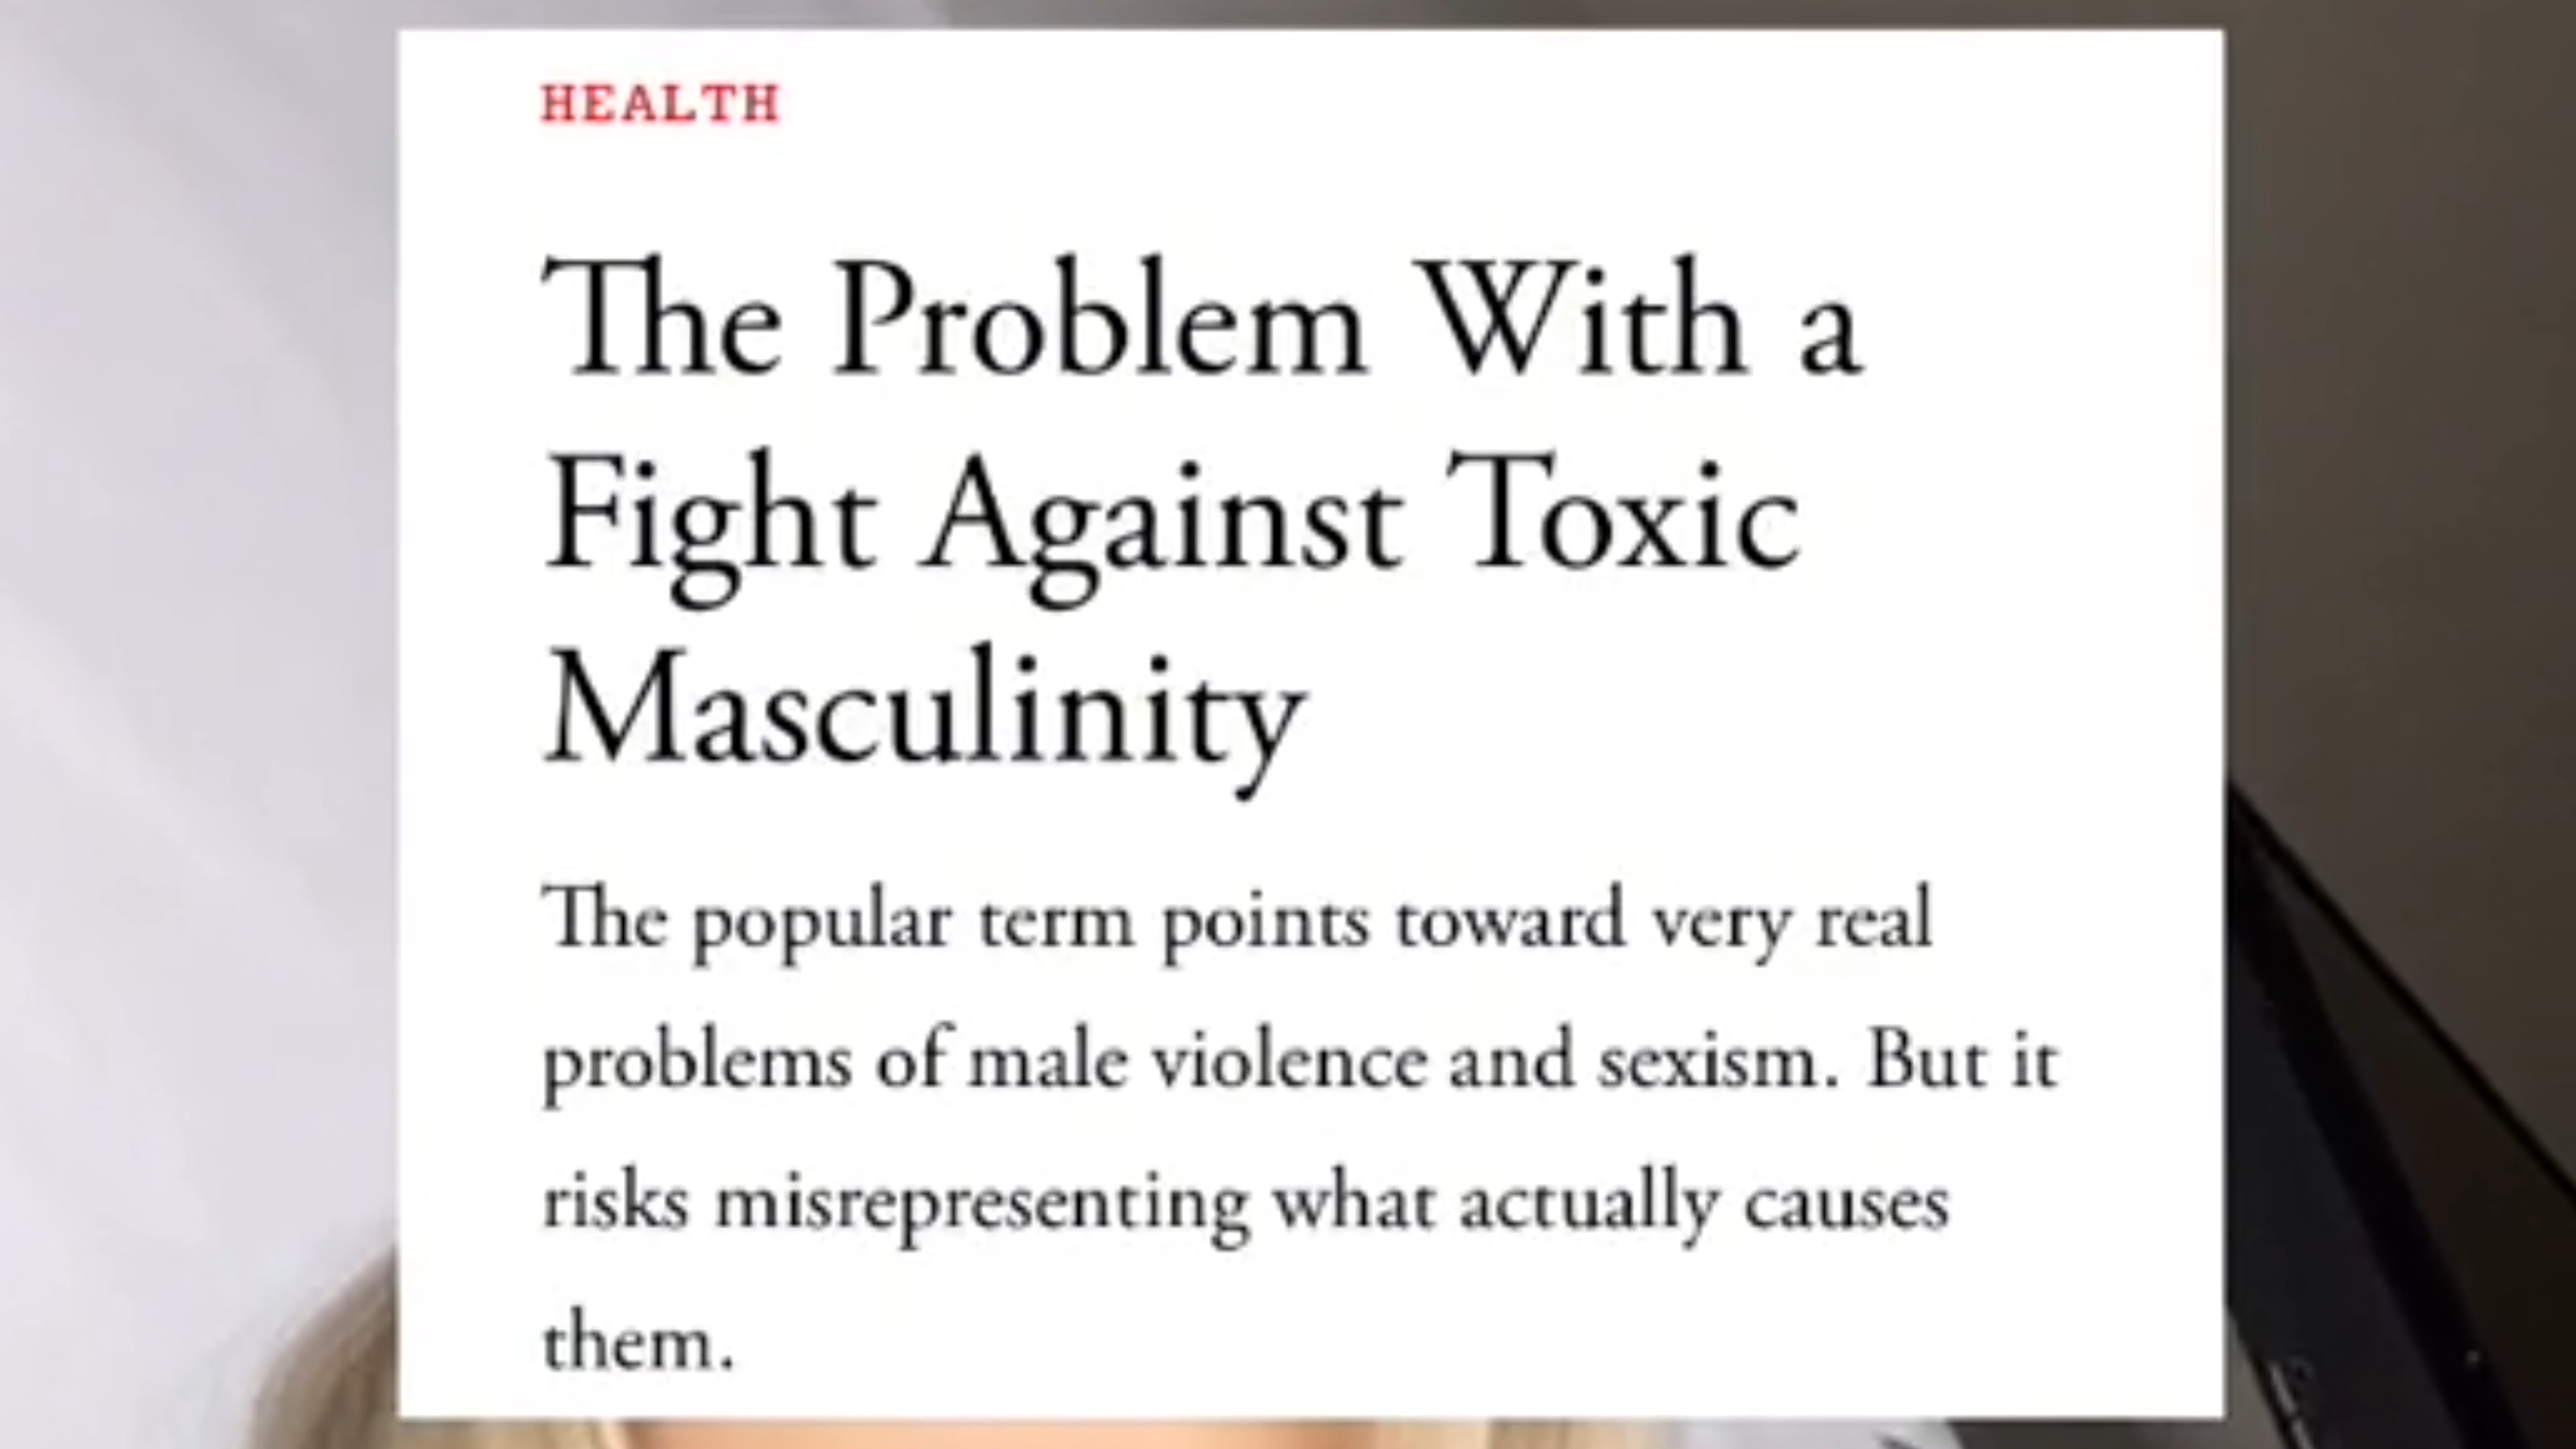 HEALTH
The Problem With a
Fight Against Toxic
Masculinity
The popular term points toward very real
problems of male violence and sexism. But it
risks misrepresenting what actually causes
them.